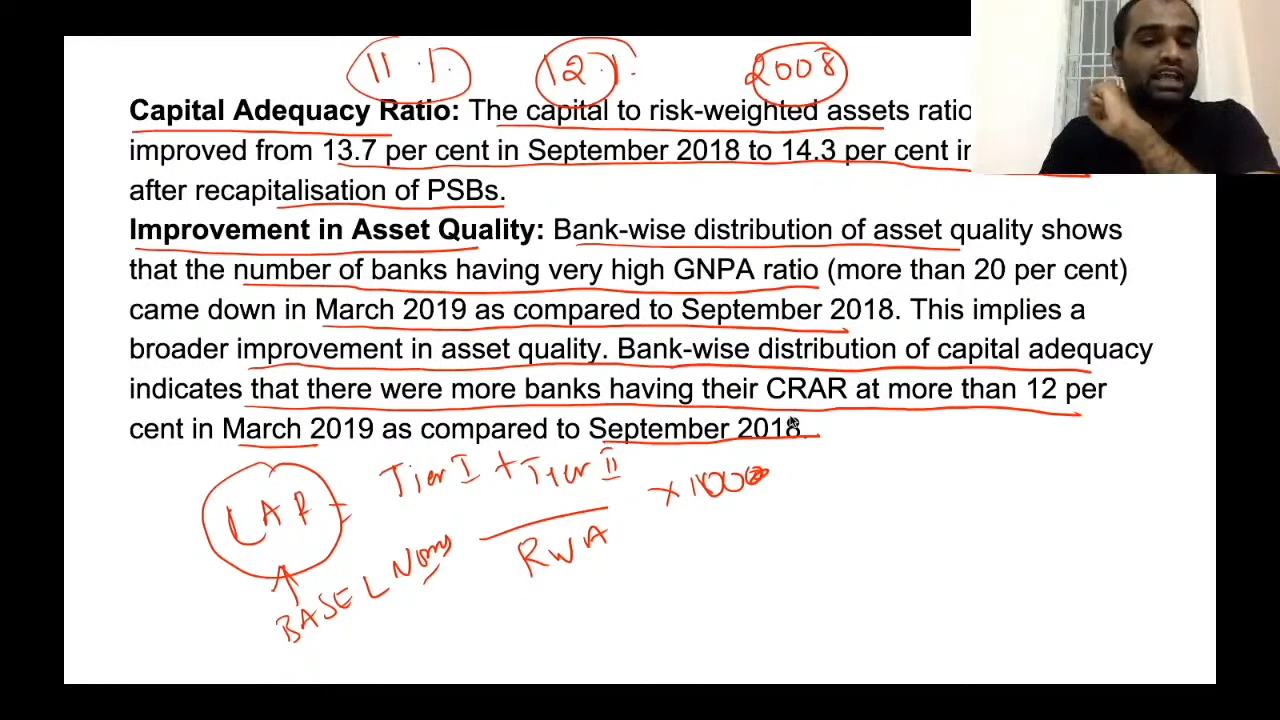 11 %
12 %
2008
Capital Adequacy Ratio: The capital to risk-weighted assets ratio
improved from 13.7 per cent in September 2018 to 14.3 per cent in
after recapitalisation of PSBs.
Improvement in Asset Quality: Bank-wise distribution of asset quality shows
that the number of banks having very high GNPA ratio (more than 20 per cent)
came down in March 2019 as compared to September 2018. This implies a
broader improvement in asset quality. Bank-wise distribution of capital adequacy
indicates that there were more banks having their CRAR at more than 12 per
cent in March 2019 as compared to September 2018.
CAR = Tier I + Tier II
RWA
BASEL Norms